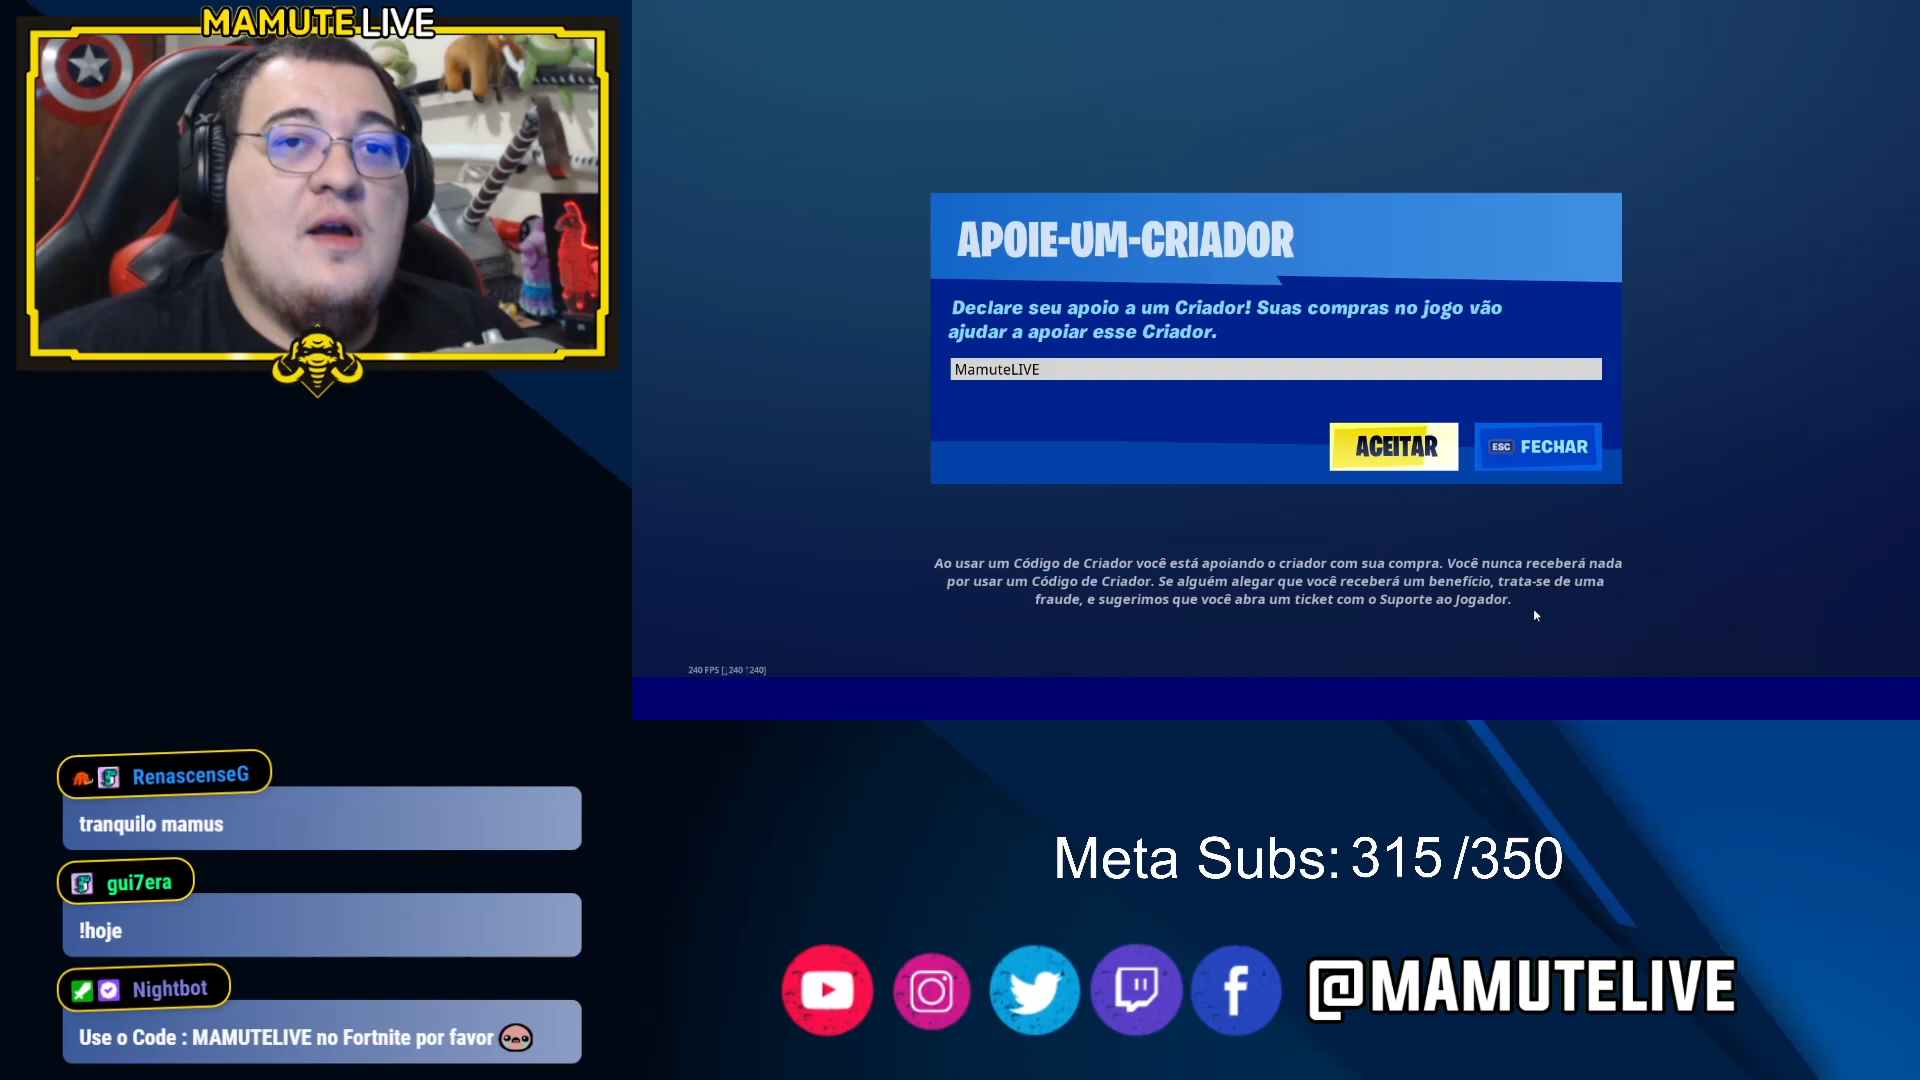 MAMUTE LIVE
APOIE-UM-CRIADOR
Declare seu apoio a um Criador! Suas compras no jogo vão
ajudar a apoiar esse Criador.
MamuteLIVE
ACEITAR
ESC FECHAR
Ao usar um Código de Criador você está apoiando o criador com sua compra. Você nunca receberá nada
por usar um Código de Criador. Se alguém alegar que você receberá um benefício, trata-se de uma
fraude, e sugerimos que você abra um ticket com o Suporte ao Jogador.
240 FPS [↓240 ↑240]
RenascenseG
tranquilo mamus
gui7era
!hoje
Nightbot
Use o Code : MAMUTELIVE no Fortnite por favor
Meta Subs: 315 /350
@MAMUTELIVE